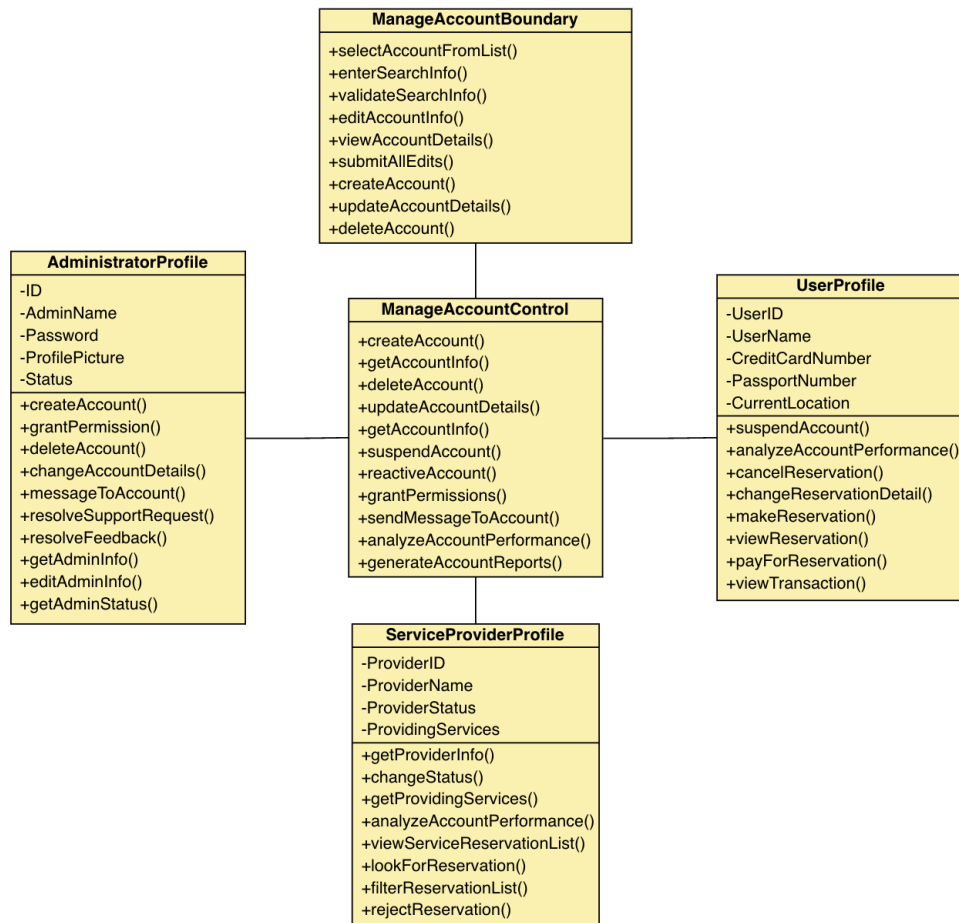 ManageAccountBoundary
+selectAccountFromList()
+enterSearchInfo()
+validateSearchInfo()
+editAccountInfo()
+viewAccountDetails()
+submitAllEdits()
+createAccount()
+updateAccountDetails()
+deleteAccount()
AdministratorProfile
-ID
-AdminName
-Password
-ProfilePicture
-Status
+createAccount()
+grantPermission()
+deleteAccount()
+changeAccountDetails()
+messageToAccount()
+resolveSupportRequest()
+resolveFeedback()
+getAdminInfo()
+editAdminInfo()
+getAdminStatus()
ManageAccountControl
+createAccount()
+getAccountInfo()
+deleteAccount()
+updateAccountDetails()
+getAccountInfo()
+suspendAccount()
+reactiveAccount()
+grantPermissions()
+sendMessageToAccount()
+analyzeAccountPerformance()
+generateAccountReports()
UserProfile
-UserID
-UserName
-CreditCardNumber
-PassportNumber
-CurrentLocation
+suspendAccount()
+analyzeAccountPerformance()
+cancelReservation()
+changeReservationDetail()
+makeReservation()
+viewReservation()
+payForReservation()
+viewTransaction()
ServiceProviderProfile
-ProviderID
-ProviderName
-ProviderStatus
-ProvidingServices
+getProviderInfo()
+changeStatus()
+getProvidingServices()
+analyzeAccountPerformance()
+viewServiceReservationList()
+lookForReservation()
+filterReservationList()
+rejectReservation()